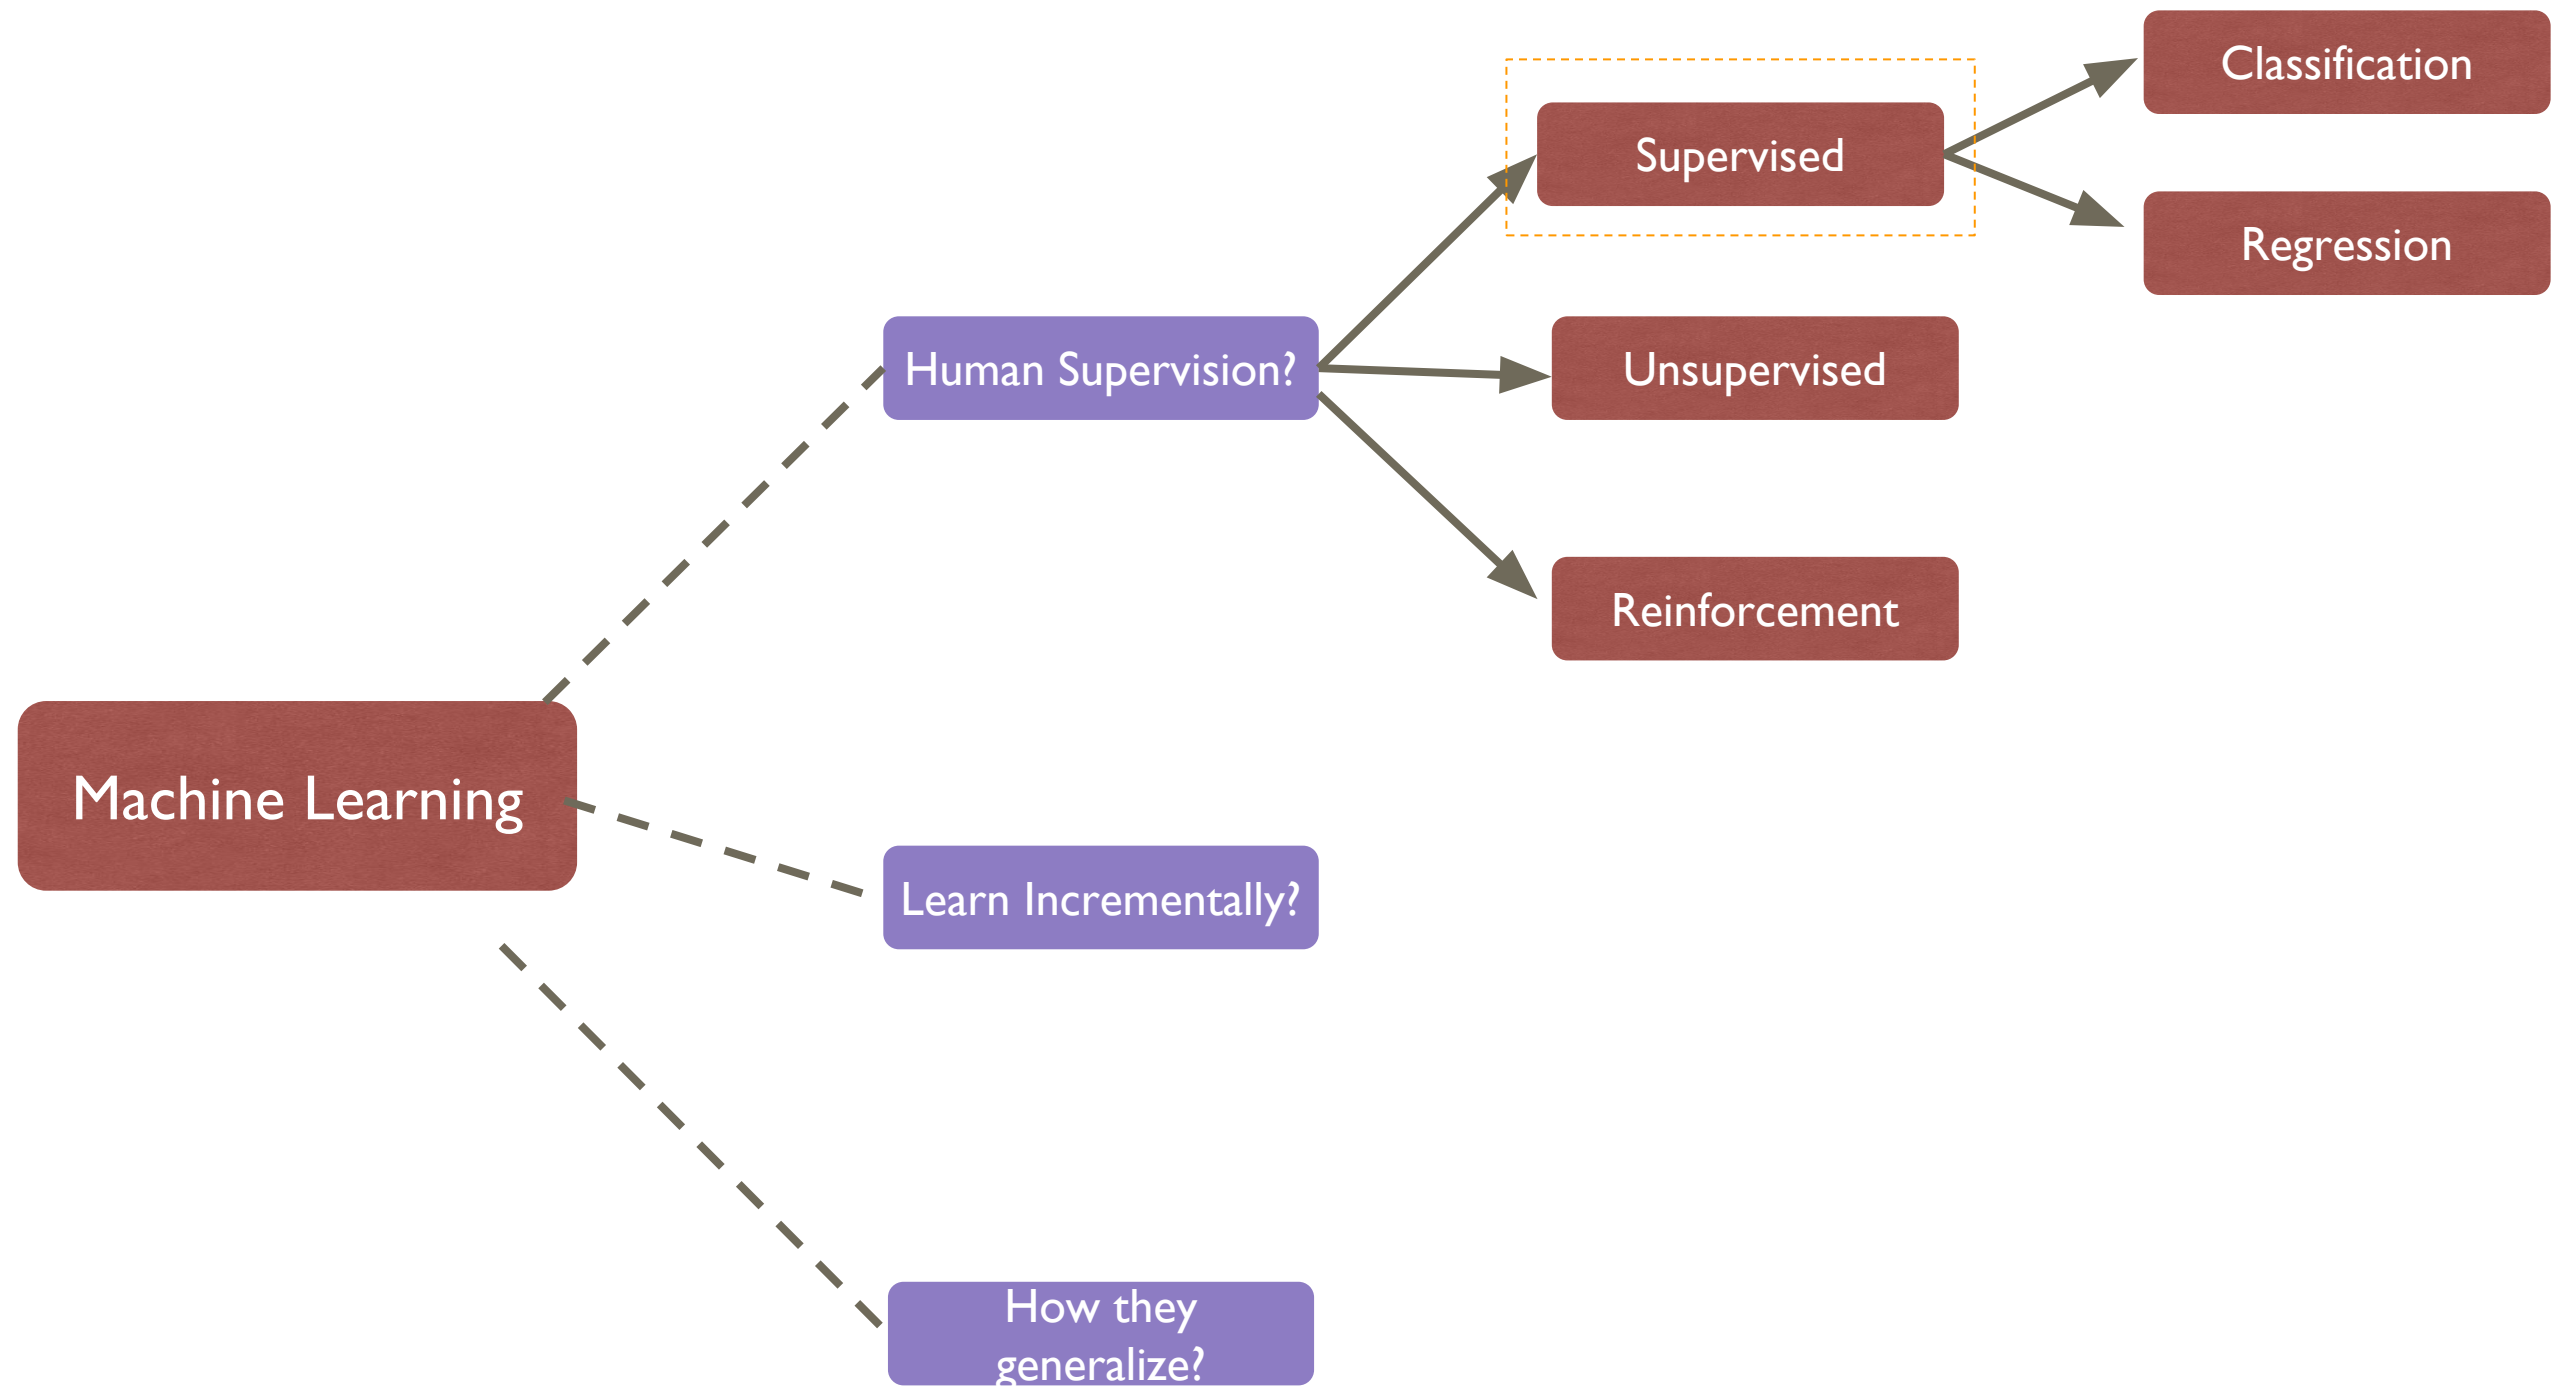 Classification
Supervised
Regression
Human Supervision?
Unsupervised
Reinforcement
Machine Learning
Learn Incrementally?
How they
generalize?